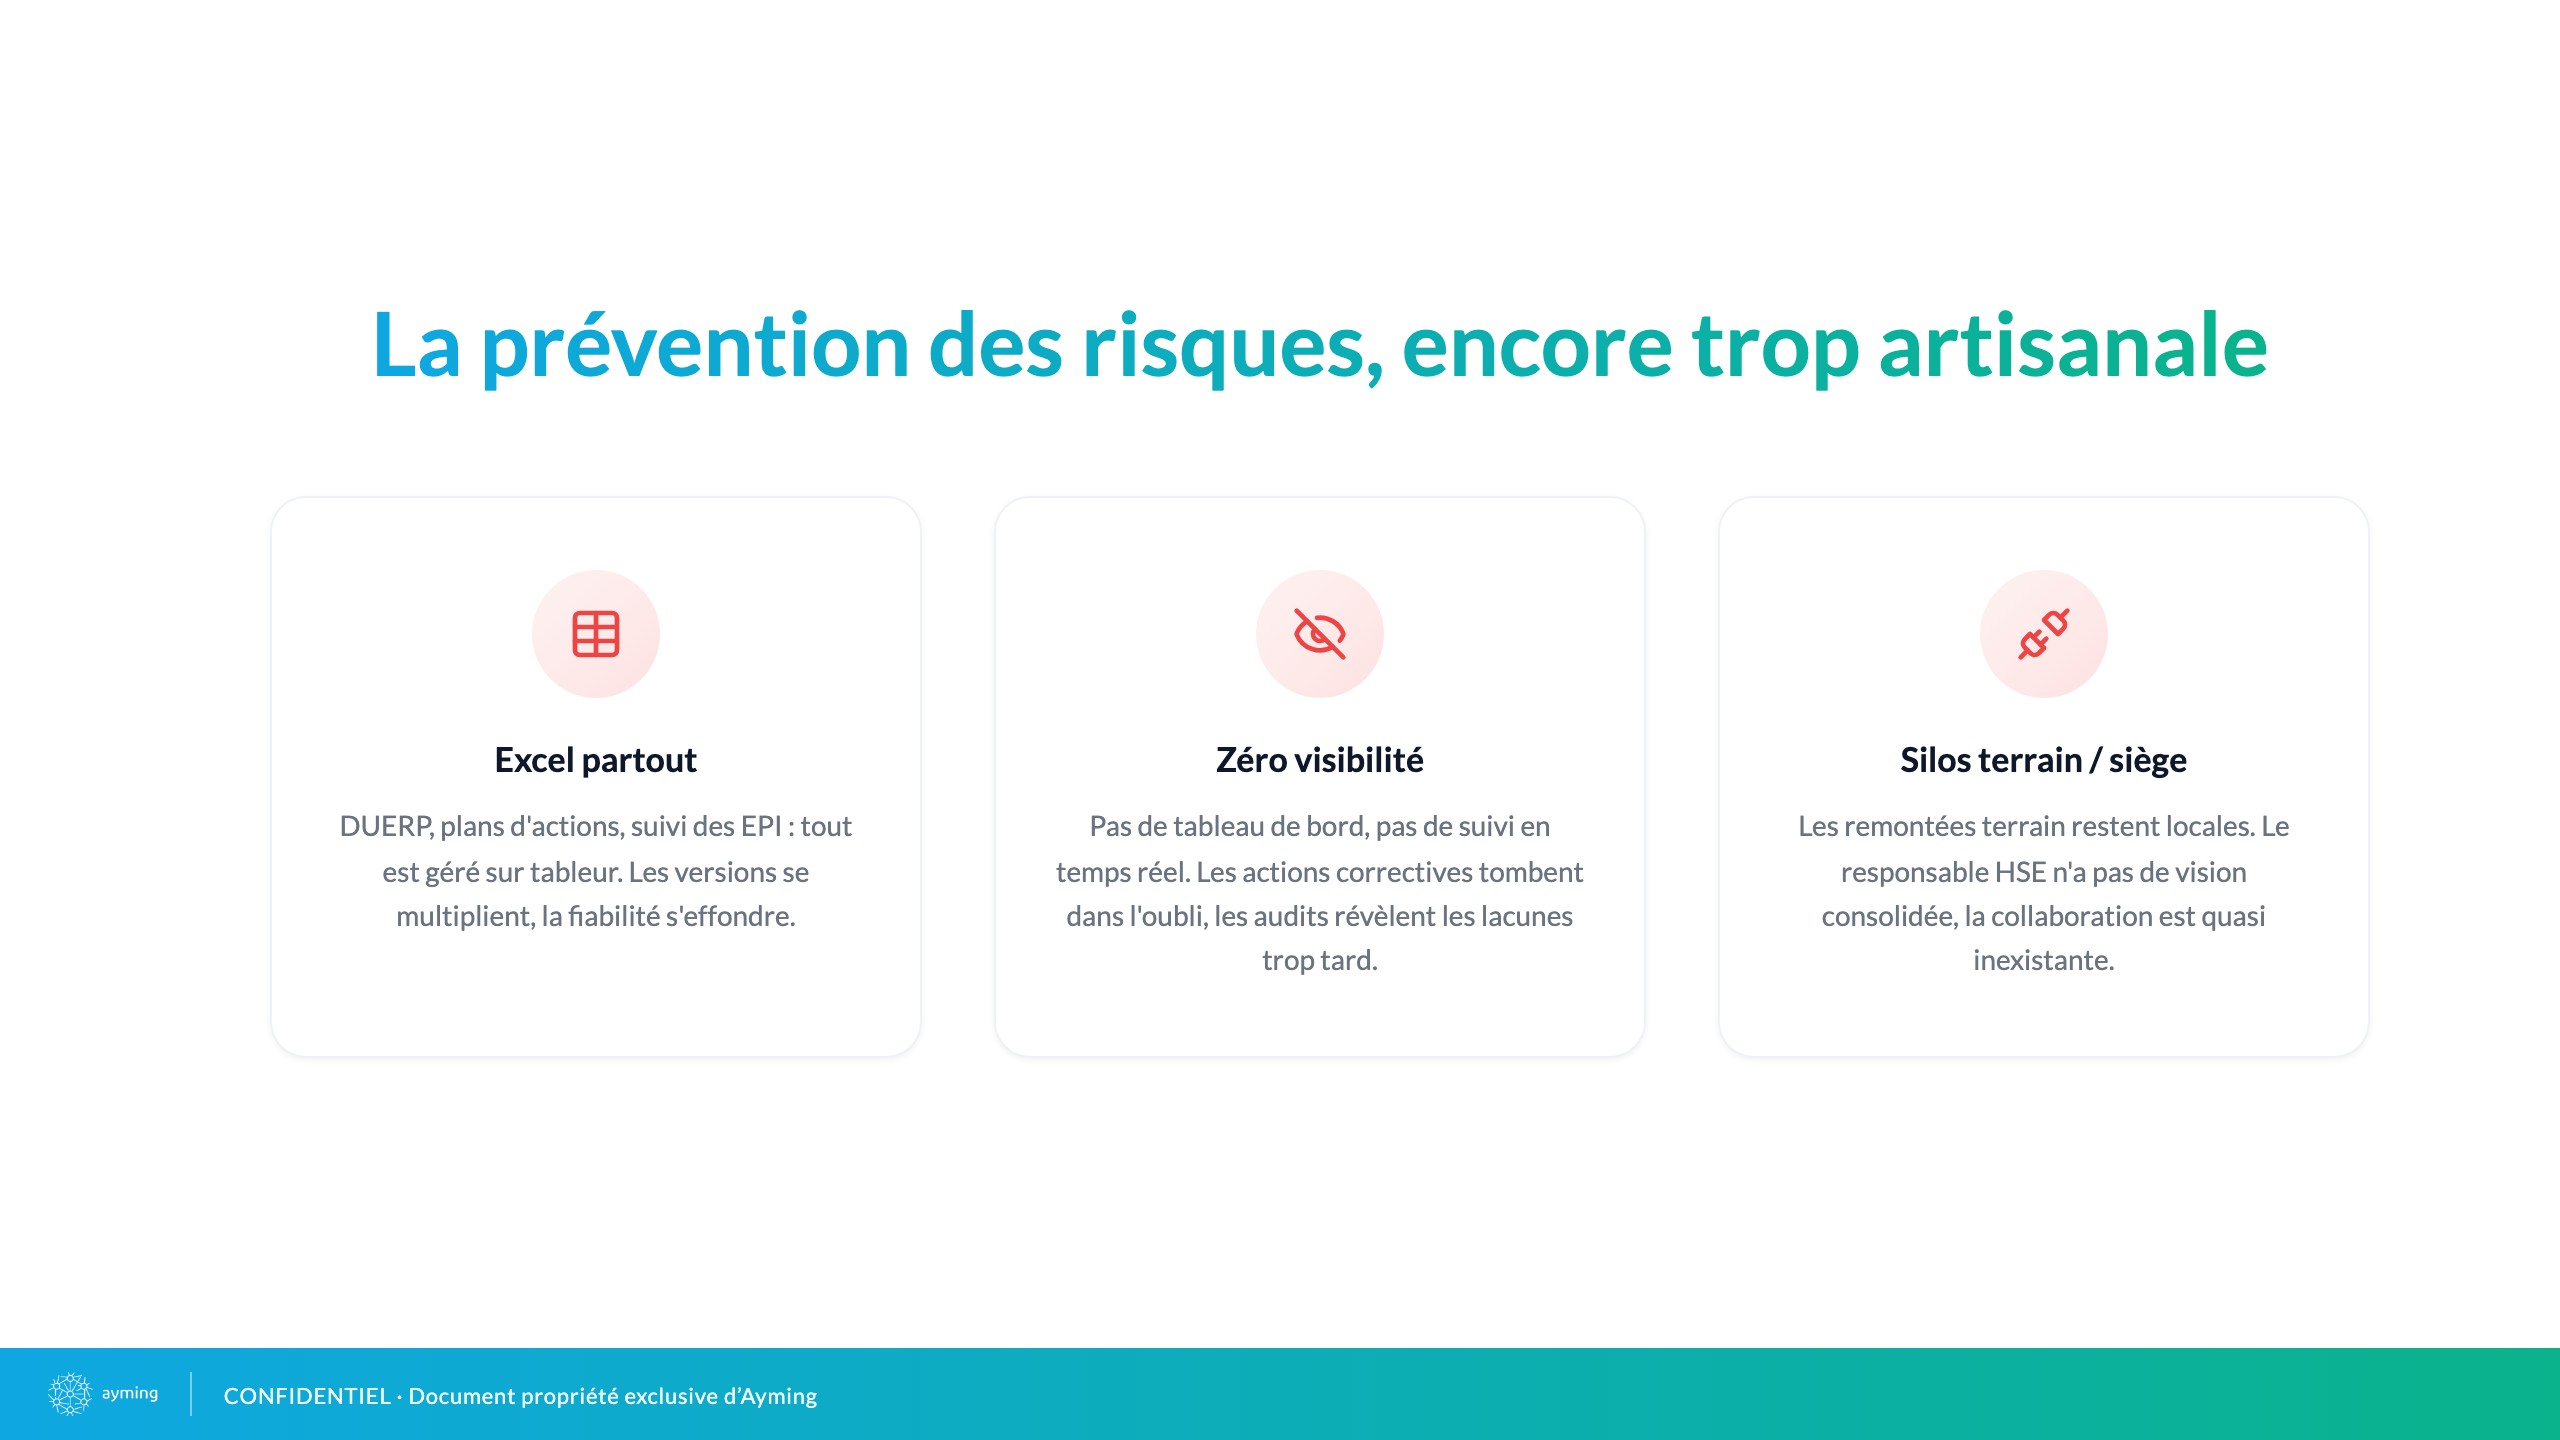 La prévention des risques, encore trop artisanale
Excel partout
DUERP, plans d'actions, suivi des EPI : tout
est géré sur tableur. Les versions se
multiplient, la fiabilité s'effondre.
Zéro visibilité
Pas de tableau de bord, pas de suivi en
temps réel. Les actions correctives tombent
dans l'oubli, les audits révèlent les lacunes
trop tard.
Silos terrain / siège
Les remontées terrain restent locales. Le
responsable HSE n'a pas de vision
consolidée, la collaboration est quasi
inexistante.
ayming
CONFIDENTIEL · Document propriété exclusive d’Ayming